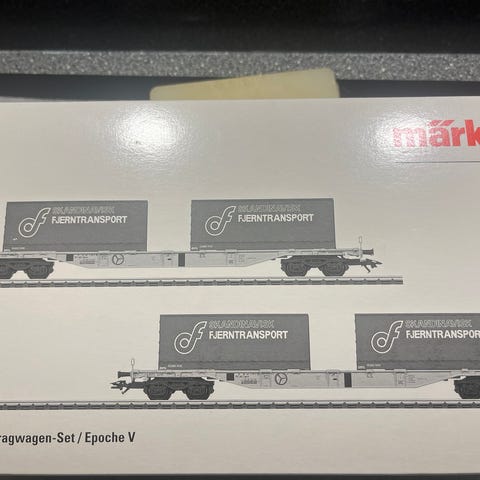 märk
SKANDINAVISK
FJERNTRANSPORT
SKANDINAVISK
FJERNTRANSPORT
SKANDINAVISK
FJERNTRANSPORT
SKANDINAVISK
FJERNTRANSPORT
ragwagen-Set / Epoche V